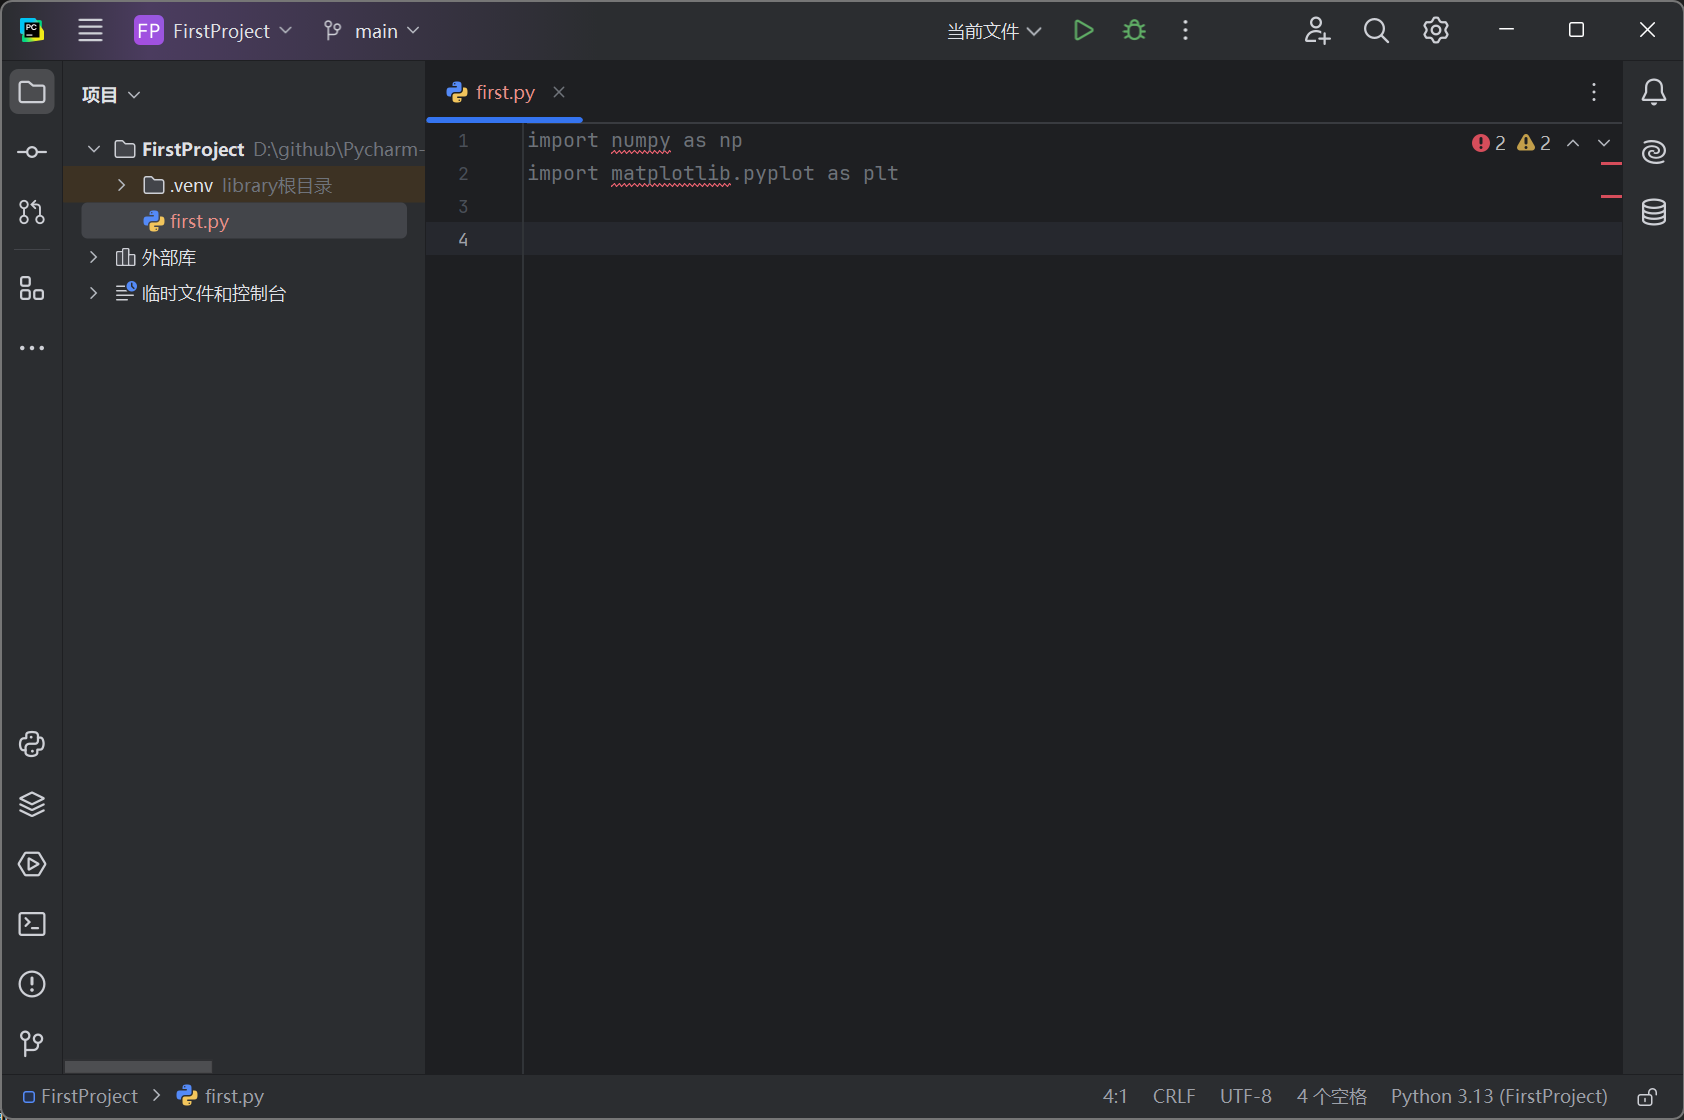 PC
FP FirstProject main 当前文件
项目
first.py
FirstProject D:\github\Pycharm-
.venv library根目录
first.py
外部库
临时文件和控制台
1 import numpy as np
2 import matplotlib.pyplot as plt
3
4
2 2
FirstProject > first.py
4:1 CRLF UTF-8 4 个空格 Python 3.13 (FirstProject)